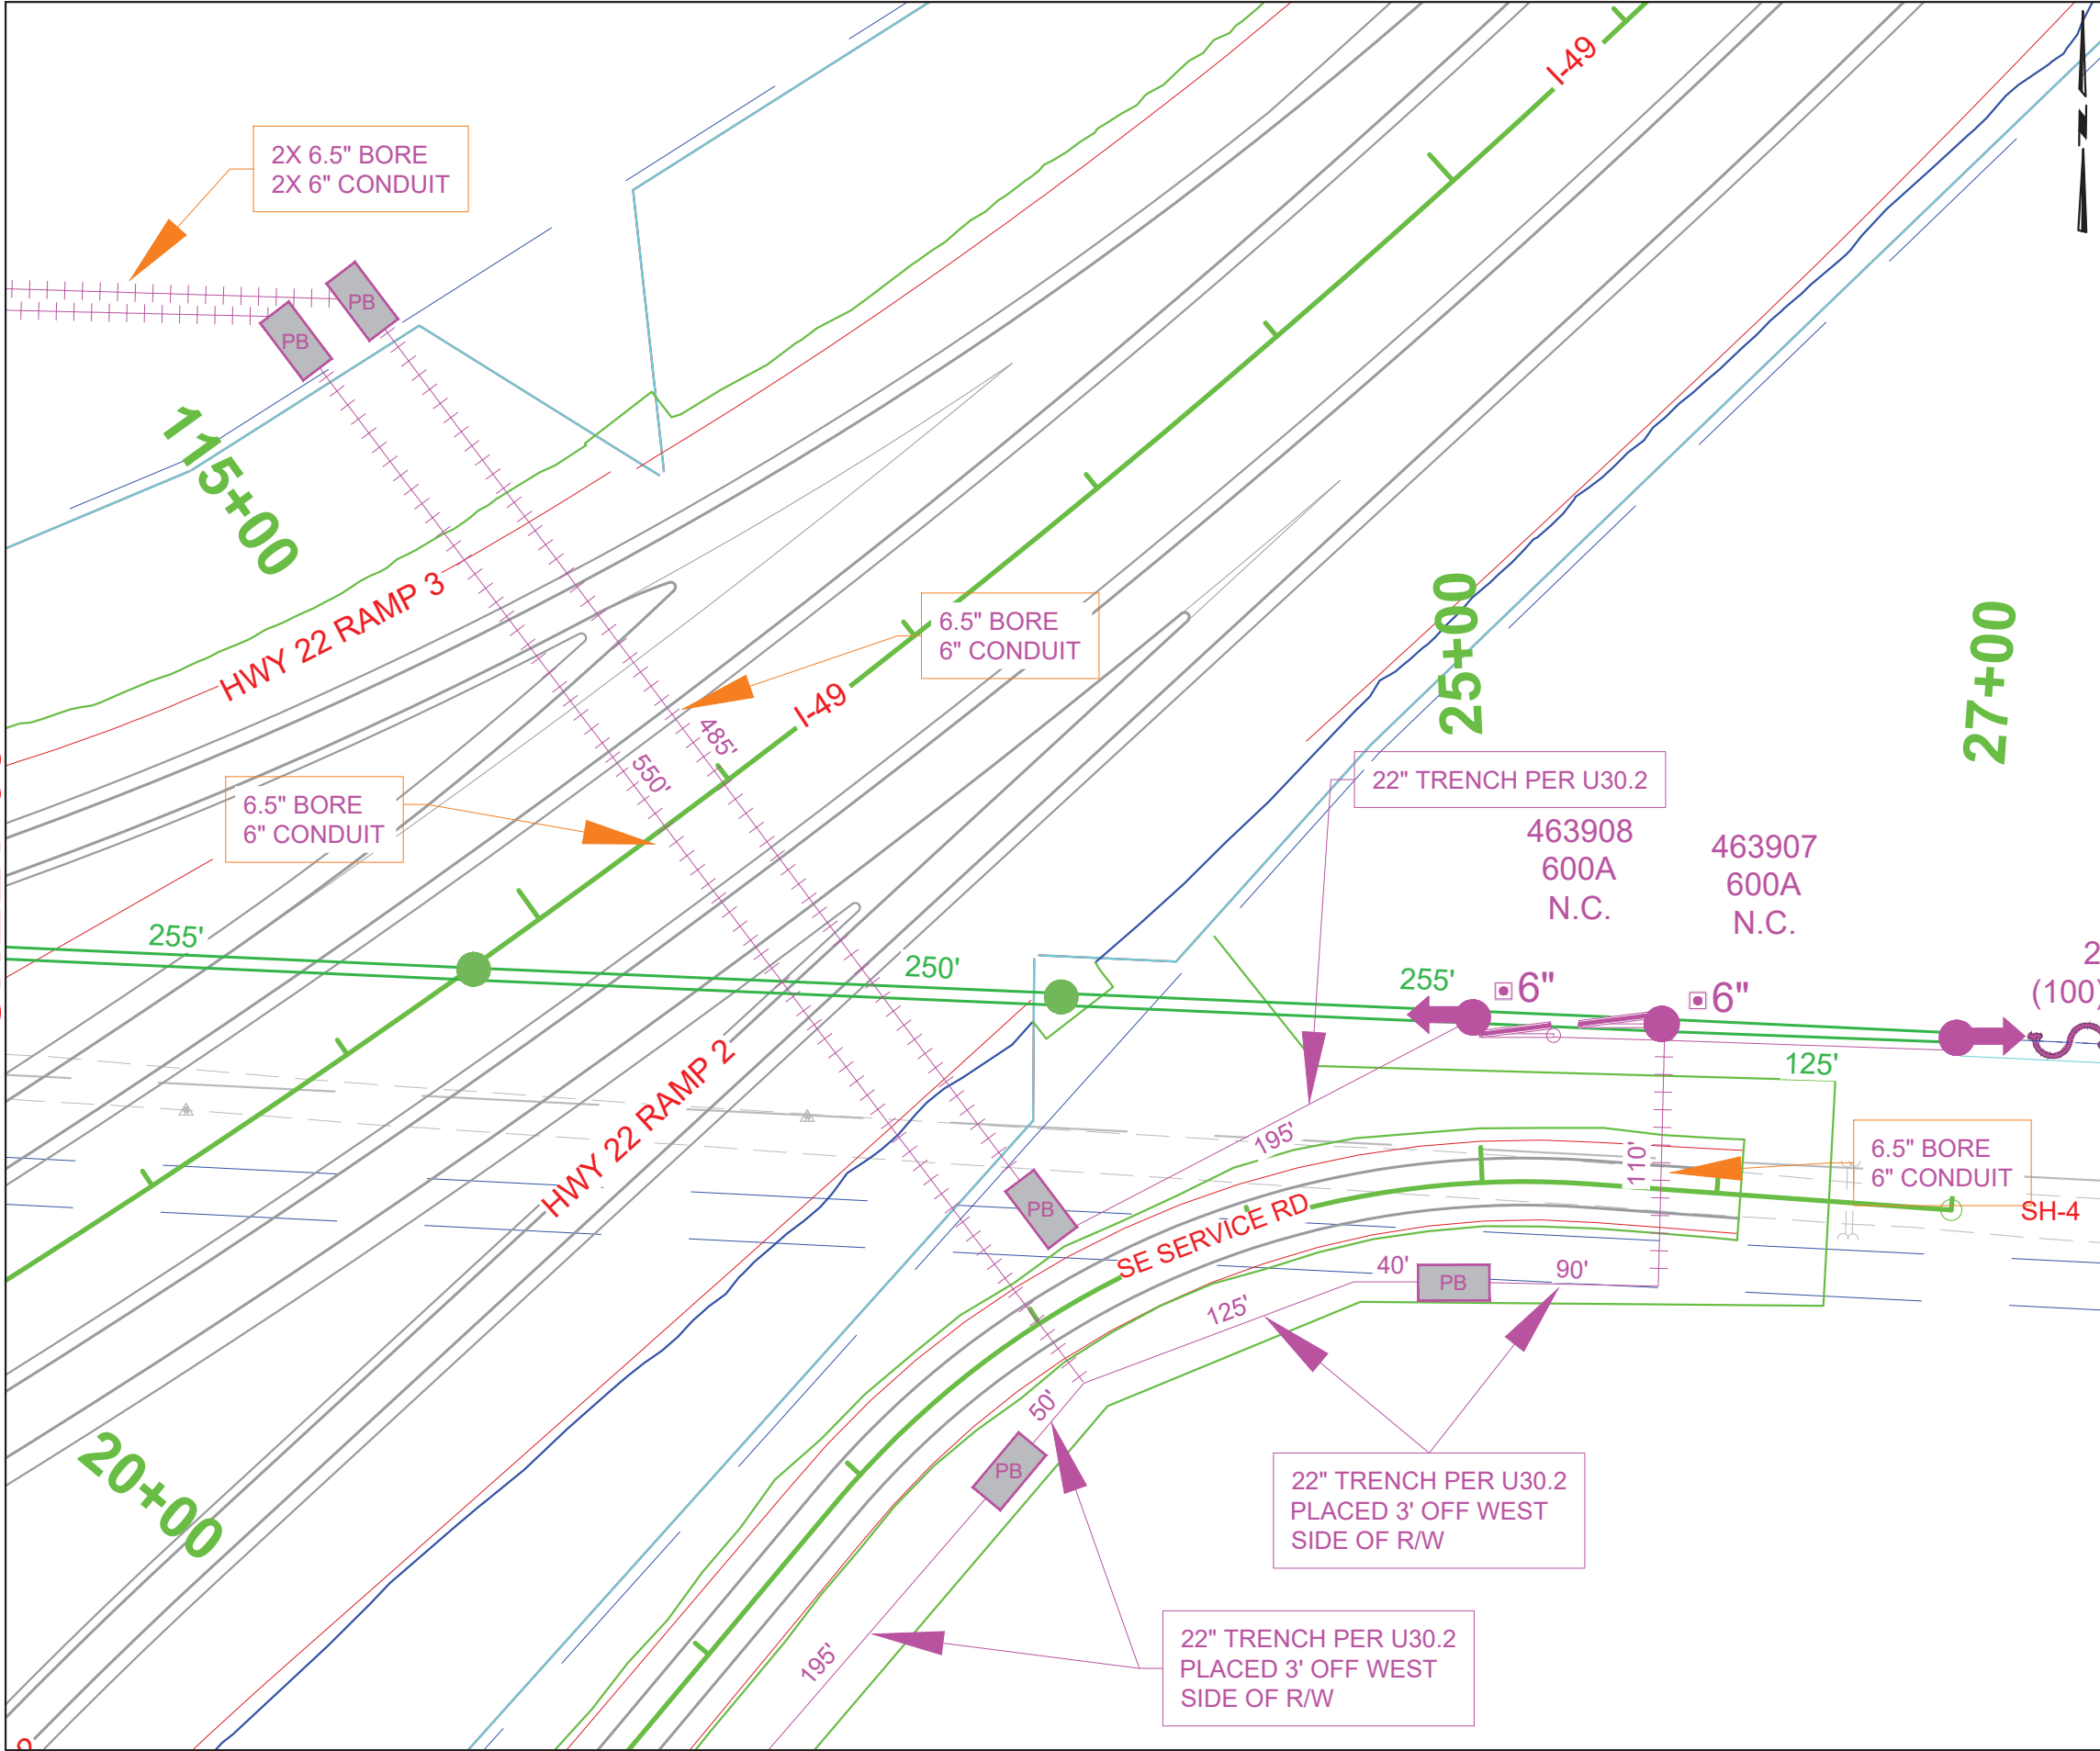 I-49
N
2X 6.5" BORE
2X 6" CONDUIT
PB
PB
115+00
HWY 22 RAMP 3
6.5" BORE
6" CONDUIT
25+00
27+00
I-49
485'
550'
6.5" BORE
6" CONDUIT
22" TRENCH PER U30.2
463908
600A
N.C.
463907
600A
N.C.
255'
250'
255'
6"
6"
2
(100)
125'
HWY 22 RAMP 2
195'
110'
6.5" BORE
6" CONDUIT
SH-4
PB
SE SERVICE RD
40'
PB
90'
125'
50'
PB
20+00
22" TRENCH PER U30.2
PLACED 3' OFF WEST
SIDE OF R/W
195'
22" TRENCH PER U30.2
PLACED 3' OFF WEST
SIDE OF R/W